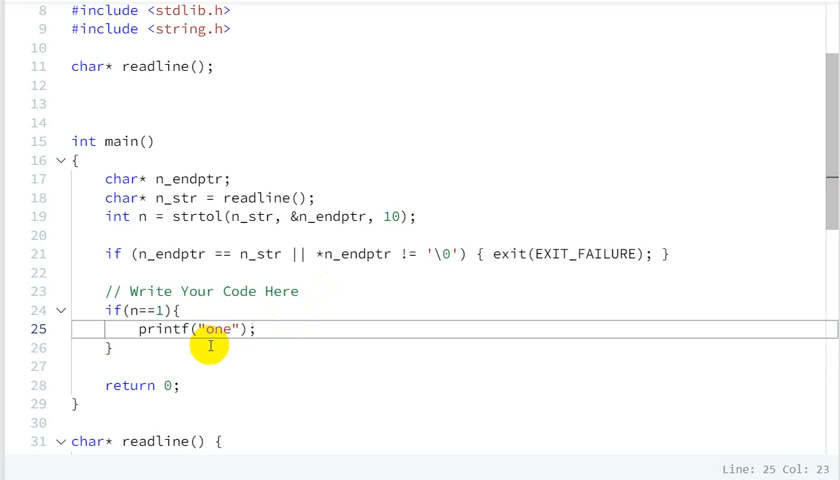 8 #include <stdlib.h>
9 #include <string.h>
10
11 char* readline();
12
13
14
15 int main()
16 {
17     char* n_endptr;
18     char* n_str = readline();
19     int n = strtol(n_str, &n_endptr, 10);
20
21     if (n_endptr == n_str || *n_endptr != '\0') { exit(EXIT_FAILURE); }
22
23     // Write Your Code Here
24     if(n==1){
25         printf("one");
26     }
27
28     return 0;
29 }
30
31 char* readline() {
Line: 25 Col: 23